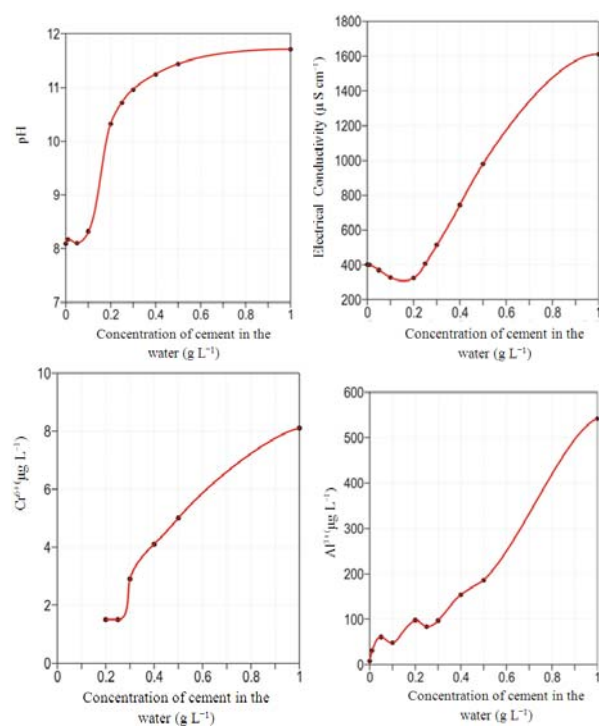 12
11
10
9
8
7
pH
0 0.2 0.4 0.6 0.8 1
Concentration of cement in the
water (g L⁻¹)
1800
1600
1400
1200
1000
800
600
400
200
Electrical Conductivity (µ S cm⁻¹)
0 0.2 0.4 0.6 0.8 1
Concentration of cement in the
water (g L⁻¹)
10
8
6
4
2
0
Cr⁶⁺(µg L⁻¹)
0 0.2 0.4 0.6 0.8 1
Concentration of cement in the
water (g L⁻¹)
600
500
400
300
200
100
0
Al³⁺(µg L⁻¹)
0 0.2 0.4 0.6 0.8 1
Concentration of cement in the
water (g L⁻¹)